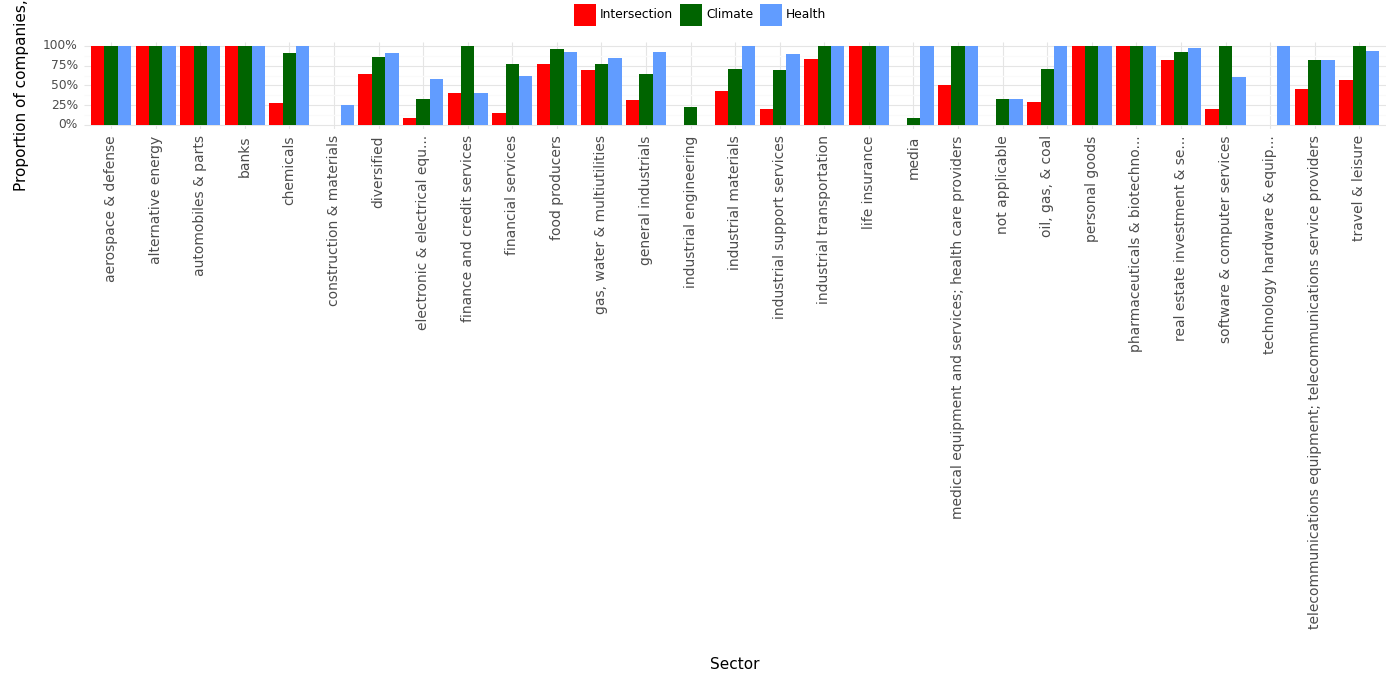 Intersection Climate Health
Proportion of companies,
100%
75%
50%
25%
0%
aerospace & defense
alternative energy
automobiles & parts
banks
chemicals
construction & materials
diversified
electronic & electrical equ...
finance and credit services
financial services
food producers
gas, water & multiutilities
general industrials
industrial engineering
industrial materials
industrial support services
industrial transportation
life insurance
media
medical equipment and services; health care providers
not applicable
oil, gas, & coal
personal goods
pharmaceuticals & biotechno...
real estate investment & se...
software & computer services
technology hardware & equip...
telecommunications equipment; telecommunications service providers
travel & leisure
Sector